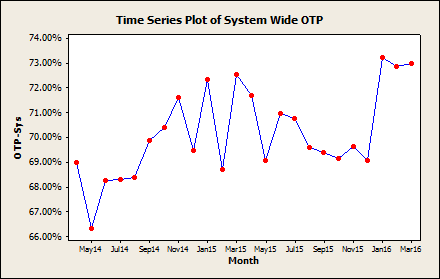 Time Series Plot of System Wide OTP
74.00%
73.00%
72.00%
71.00%
70.00%
69.00%
68.00%
67.00%
66.00%
OTP-Sys
May14 Jul14 Sep14 Nov14 Jan15 Mar15 May15 Jul15 Sep15 Nov15 Jan16 Mar16
Month